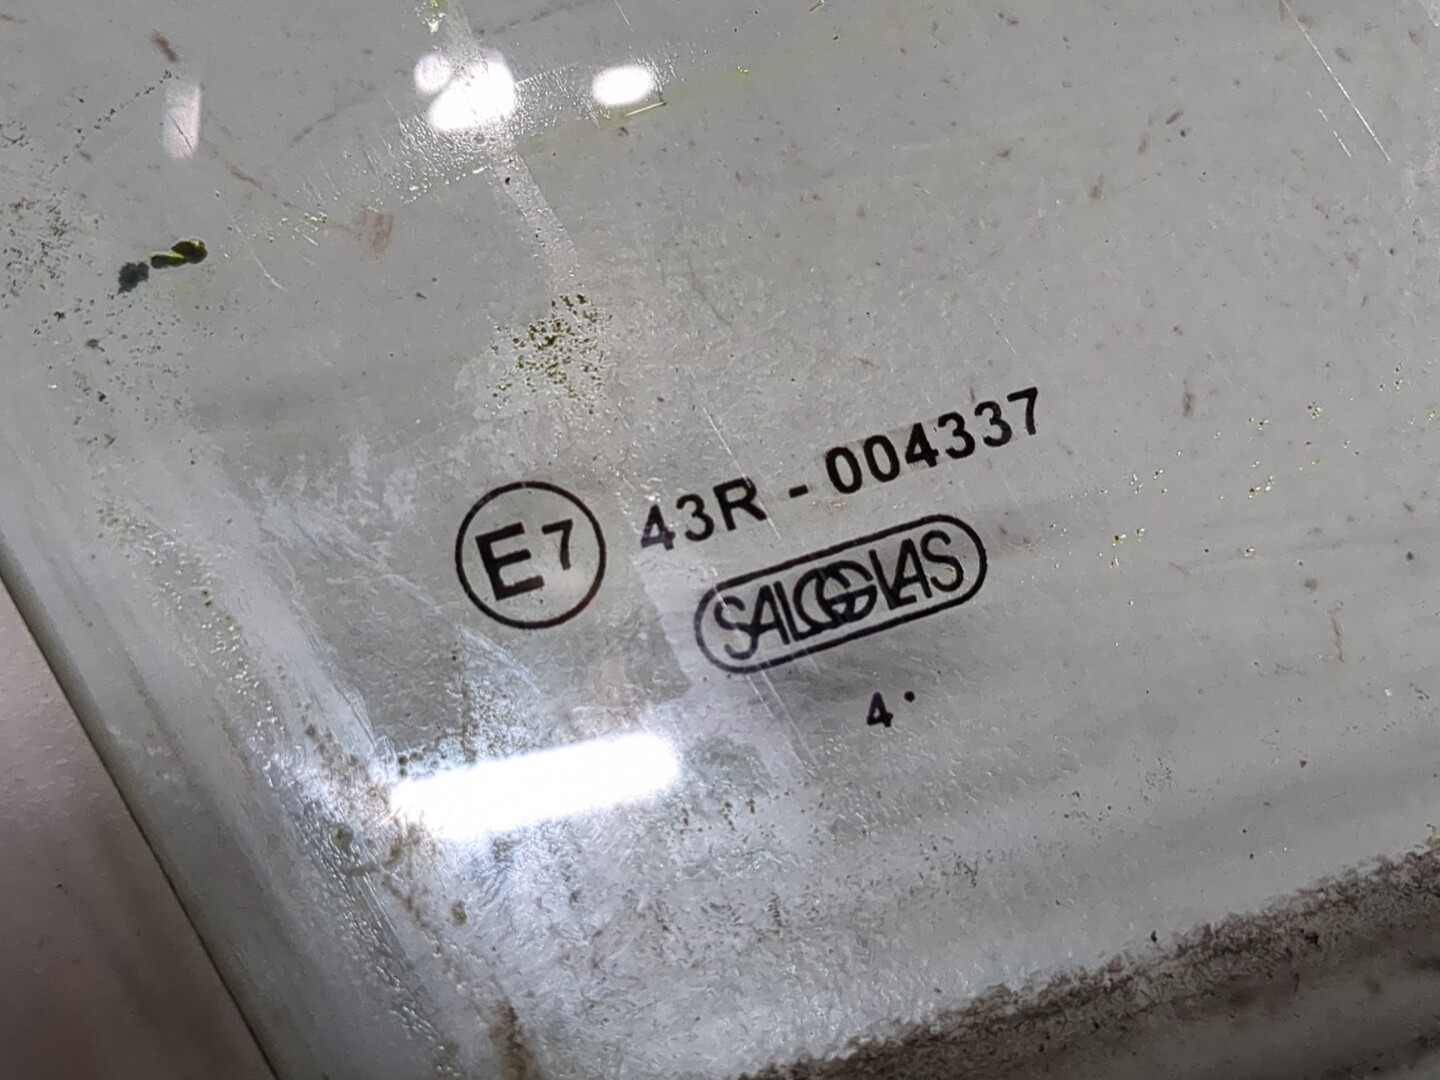 E7 43R - 004337
SALGGLAS
4 .